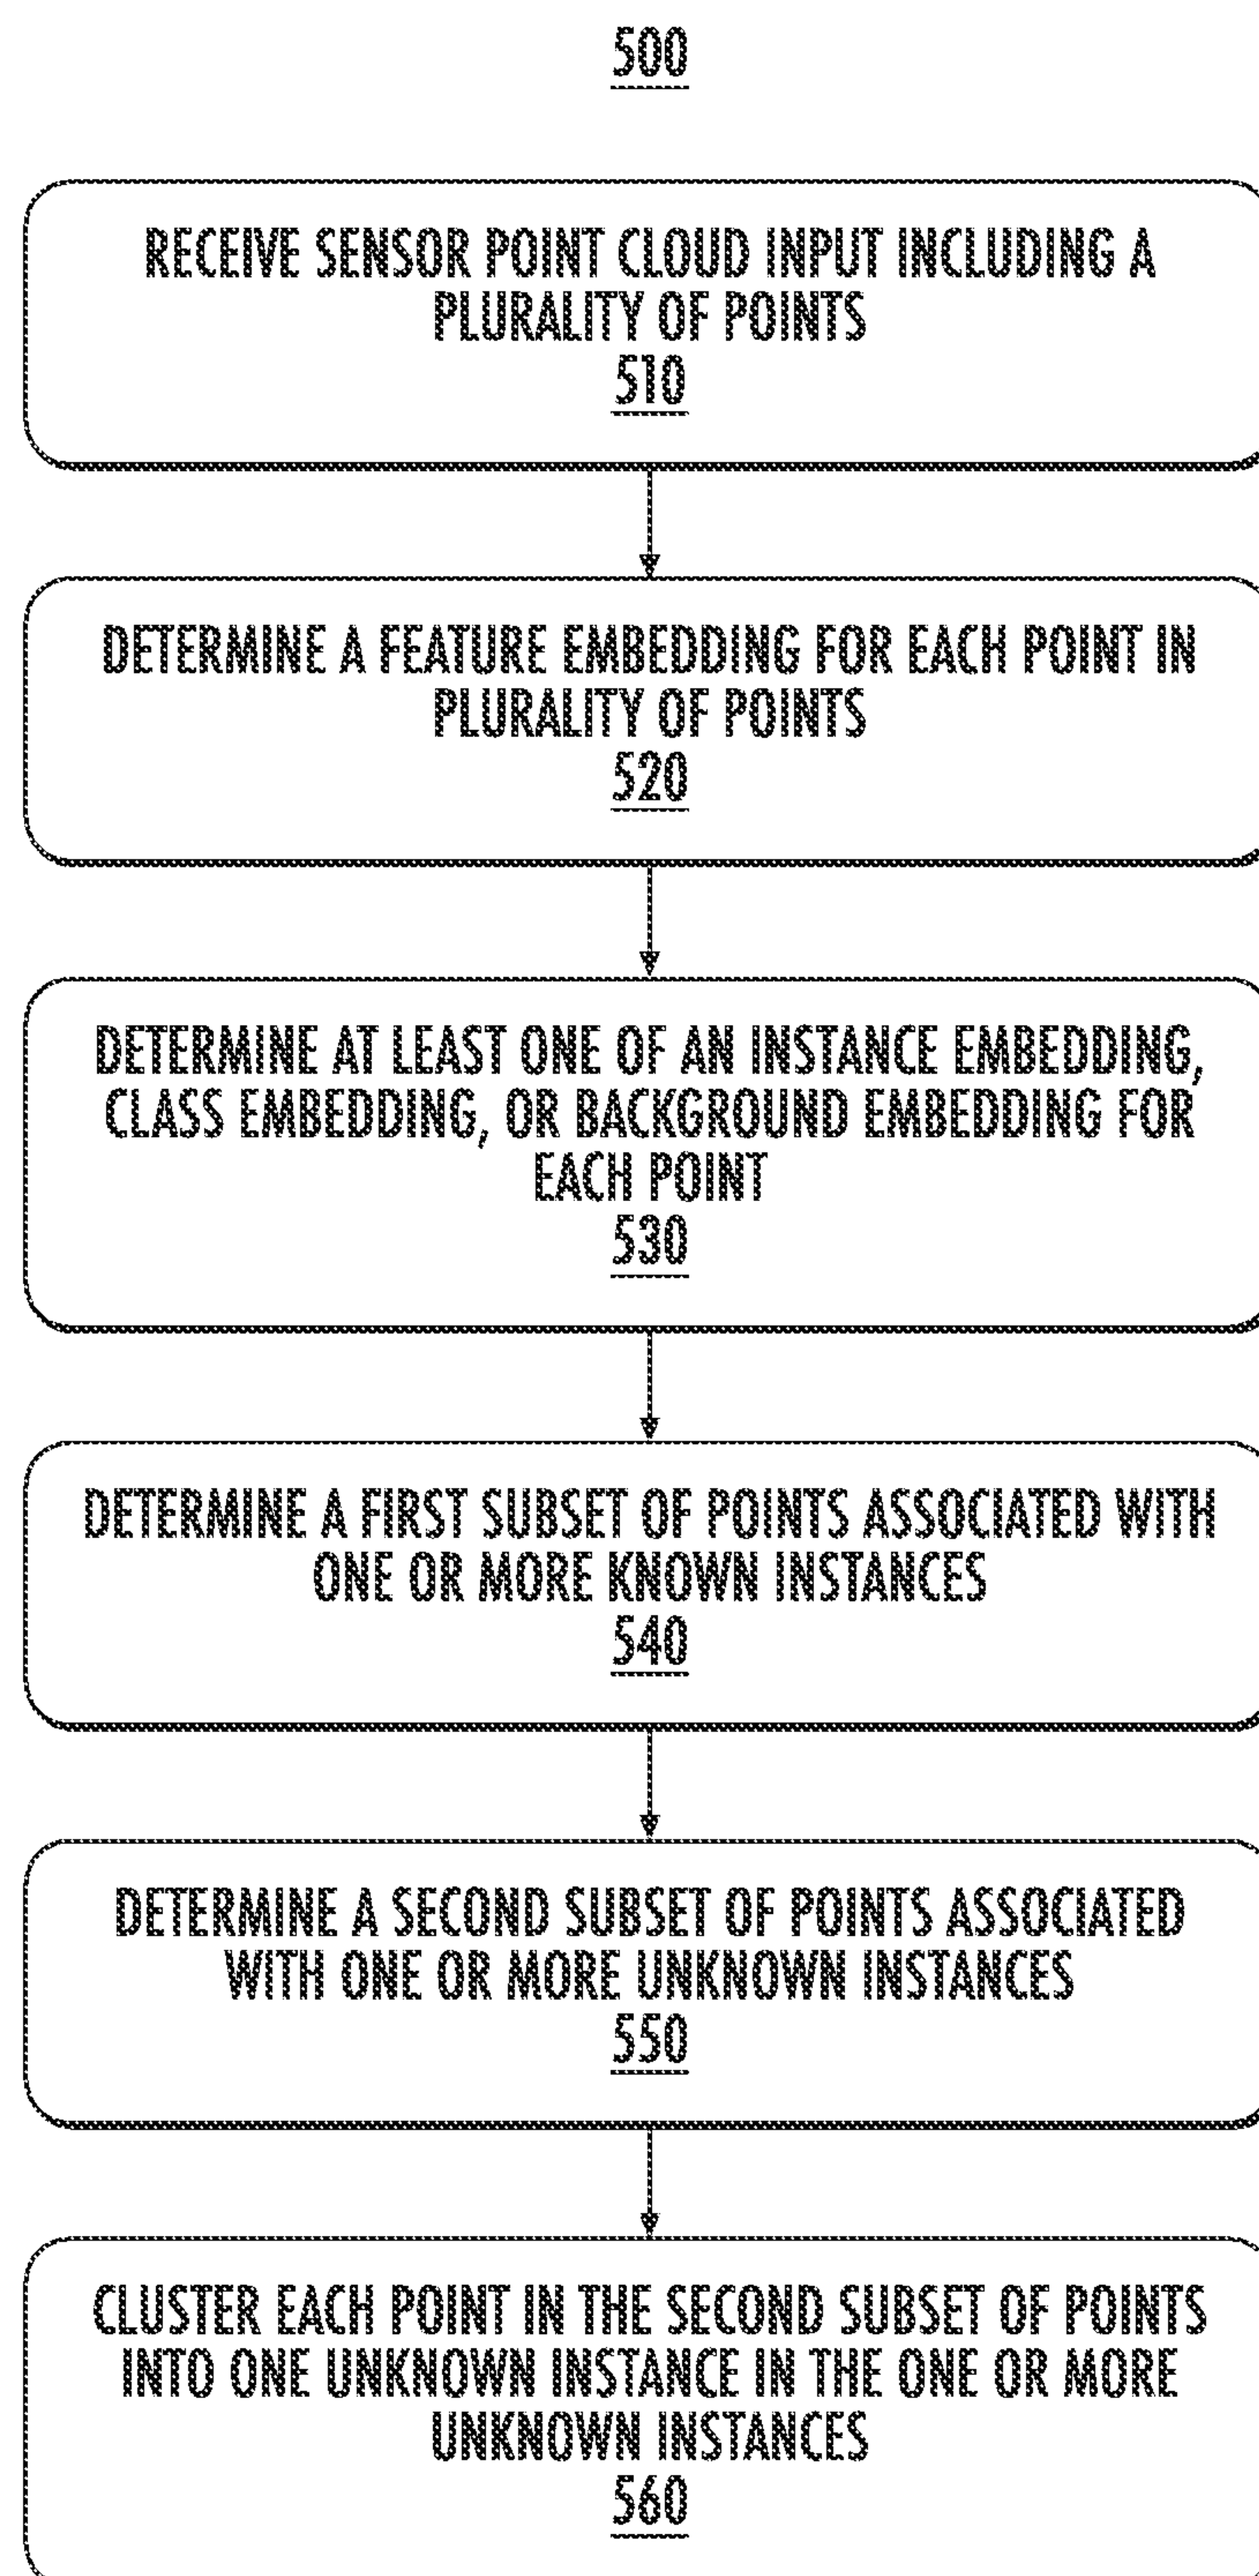 500
RECEIVE SENSOR POINT CLOUD INPUT INCLUDING A
PLURALITY OF POINTS
510
DETERMINE A FEATURE EMBEDDING FOR EACH POINT IN
PLURALITY OF POINTS
520
DETERMINE AT LEAST ONE OF AN INSTANCE EMBEDDING,
CLASS EMBEDDING, OR BACKGROUND EMBEDDING FOR
EACH POINT
530
DETERMINE A FIRST SUBSET OF POINTS ASSOCIATED WITH
ONE OR MORE KNOWN INSTANCES
540
DETERMINE A SECOND SUBSET OF POINTS ASSOCIATED
WITH ONE OR MORE UNKNOWN INSTANCES
550
CLUSTER EACH POINT IN THE SECOND SUBSET OF POINTS
INTO ONE UNKNOWN INSTANCE IN THE ONE OR MORE
UNKNOWN INSTANCES
560